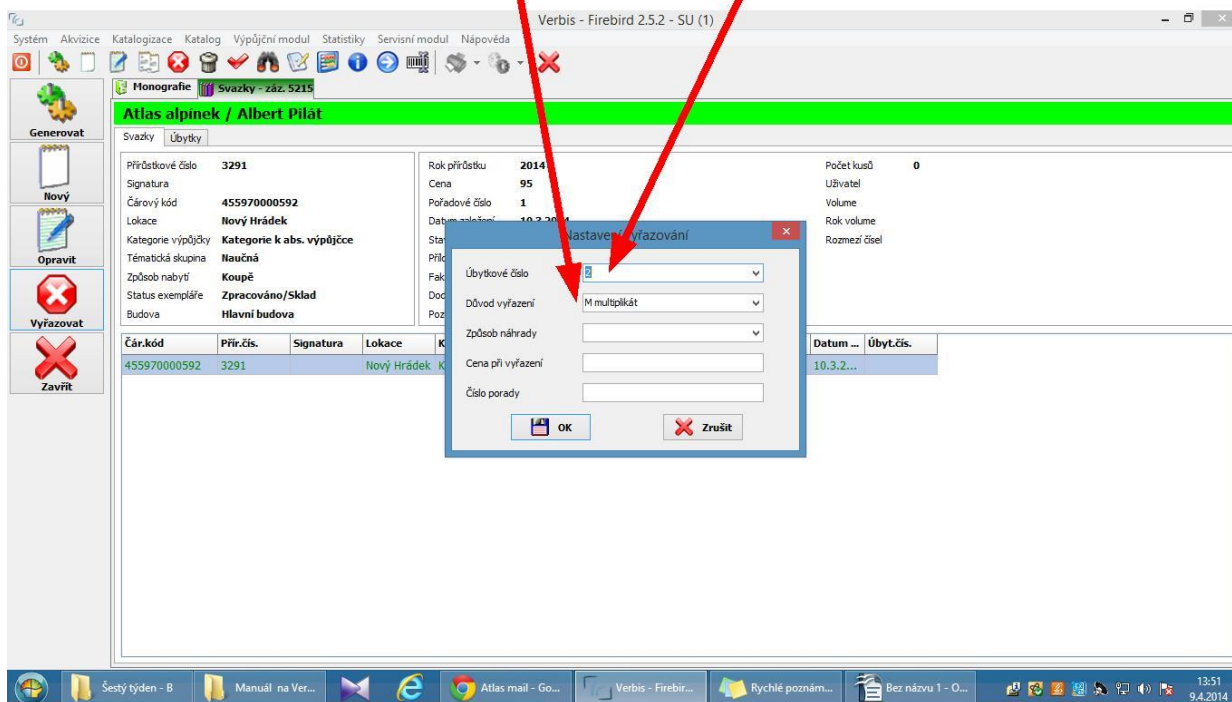 Verbis - Firebird 2.5.2 - SU (1)
Systém Akvizice Katalogizace Katalog Výpůjční modul Statistiky Servisní modul Nápověda
Monografie Svazky - záz. 5215
Atlas alpínek / Albert Pilát
Svazky Úbytky
Generovat
Nový
Opravit
Vyřazovat
Zavřít
Přírůstkové číslo 3291
Signatura
Čárový kód 455970000592
Lokace Nový Hrádek
Kategorie výpůjčky Kategorie k abs. výpůjčce
Tématická skupina Naučná
Způsob nabytí Koupě
Status exempláře Zpracováno/Sklad
Budova Hlavní budova
Rok přírůstku 2014
Cena 95
Pořadové číslo 1
Počet kusů 0
Uživatel
Volume
Rok volume
Rozmezí čísel
Úbytkové číslo 2
Důvod vyřazení M multiplikát
Způsob náhrady
Cena při vyřazení
Číslo porady
OK Zrušit
Čár.kód Přír.čís. Signatura Lokace K Datum ... Úbyt.čís.
455970000592 3291 Nový Hrádek K 10.3.2...
Šestý týden - B Manuál na Ver... Atlas mail - Go... Verbis - Firebir... Rychlé poznám... Bez názvu 1 - O...
13:51
9.4.2014